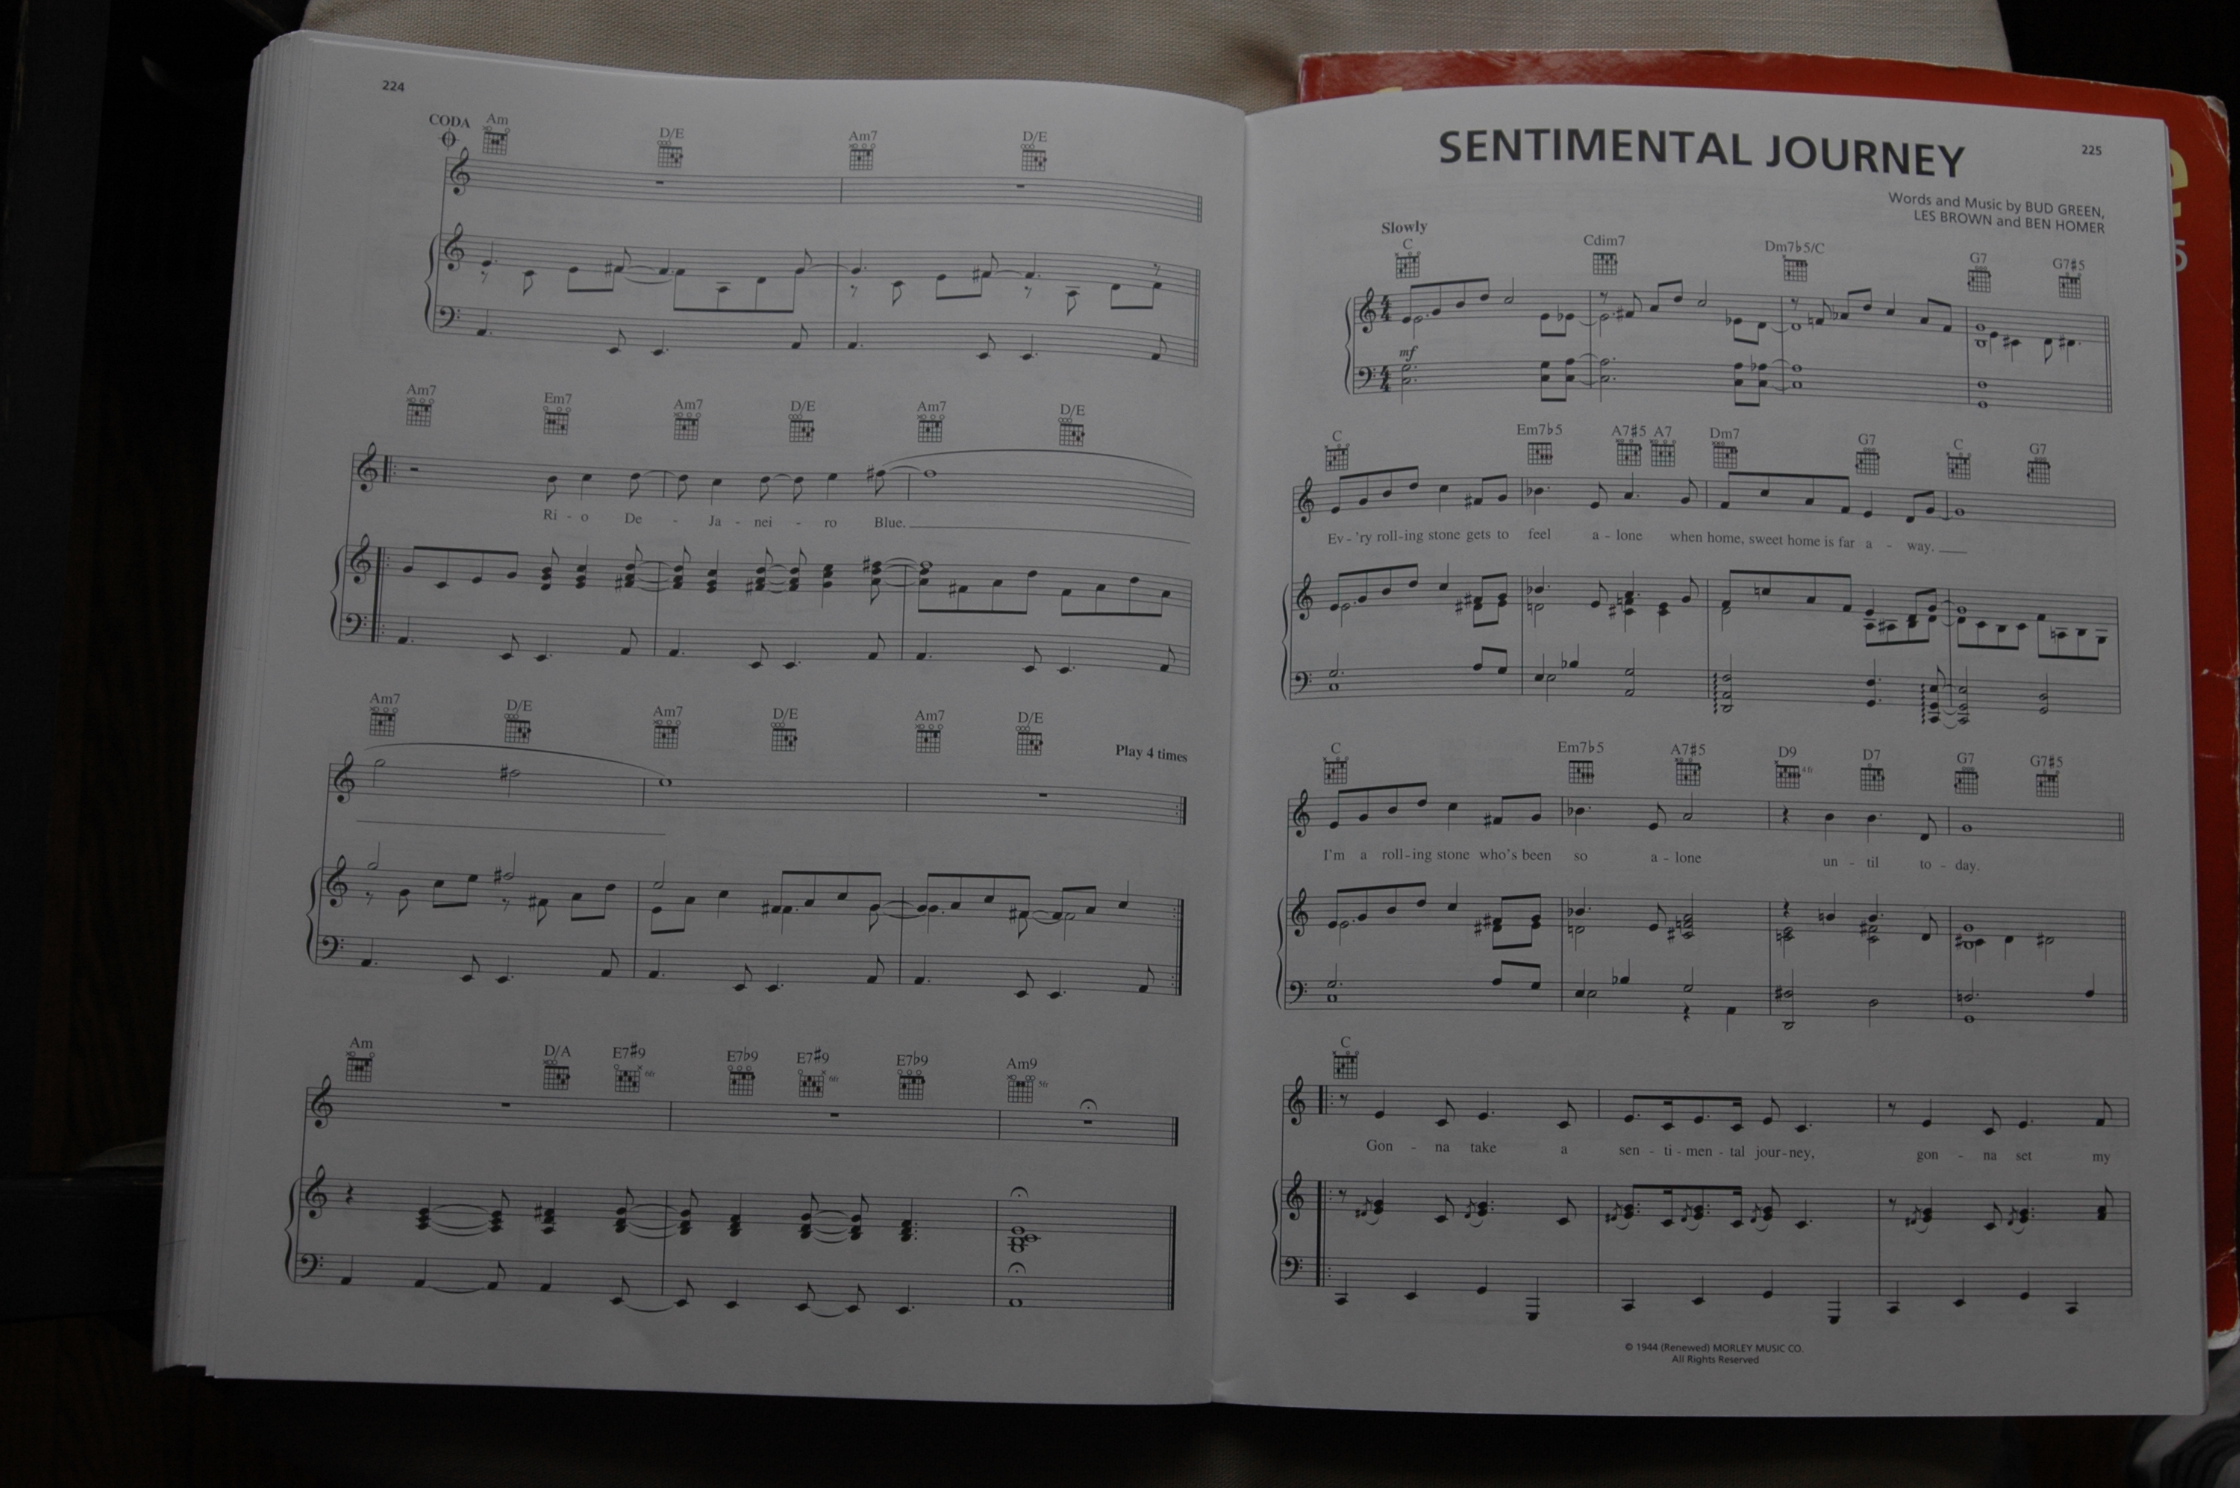 224
CODA Am D/E Am7 D/E
Am7 Em7 Am7 D/E Am7 D/E
Ri - o De - Ja - nei - ro Blue.
Am7 D/E Am7 D/E Am7 D/E
Play 4 times
Am D/A E7#9 E7♭9 E7#9 E7♭9 Am9
6fr 6fr 5fr
SENTIMENTAL JOURNEY
225
Words and Music by BUD GREEN,
LES BROWN and BEN HOMER
Slowly
C Cdim7 Dm7♭5/C G7 G7#5
mf
C Em7♭5 A7#5 A7 Dm7 G7 C G7
Ev - 'ry roll - ing stone gets to feel a - lone when home, sweet home is far a - way.
C Em7♭5 A7#5 D9 D7 G7 G7#5
I'm a roll - ing stone who's been so a - lone un - til to - day.
C
Gon - na take a sen - ti - men - tal jour - ney, gon - na set my
© 1944 (Renewed) MORLEY MUSIC CO.
All Rights Reserved